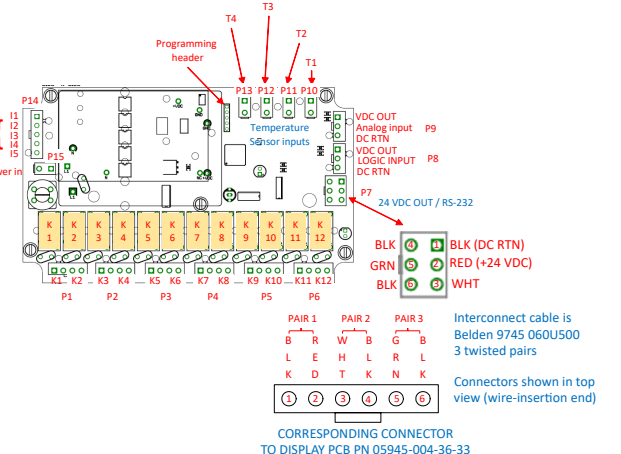 T4
T3
T2
T1
Programming
header
P14
P13 P12 P11 P10
I1
I2
I3
I4
I5
P15
Temperature
Sensor inputs
VDC OUT
Analog input
DC RTN
P9
VDC OUT
LOGIC INPUT
DC RTN
P8
P7
24 VDC OUT / RS-232
K 1
K 2
K 3
K 4
K 5
K 6
K 7
K 8
K 9
K 10
K 11
K 12
K1 K2 K3 K4 K5 K6 K7 K8 K9 K10 K11 K12
P1 P2 P3 P4 P5 P6
BLK 4 1 BLK (DC RTN)
GRN 5 2 RED (+24 VDC)
BLK 6 3 WHT
PAIR 1 PAIR 2 PAIR 3
B R W B G B
L E H L R L
K D T K N K
1 2 3 4 5 6
Interconnect cable is
Belden 9745 060U500
3 twisted pairs
Connectors shown in top
view (wire-insertion end)
CORRESPONDING CONNECTOR
TO DISPLAY PCB PN 05945-004-36-33